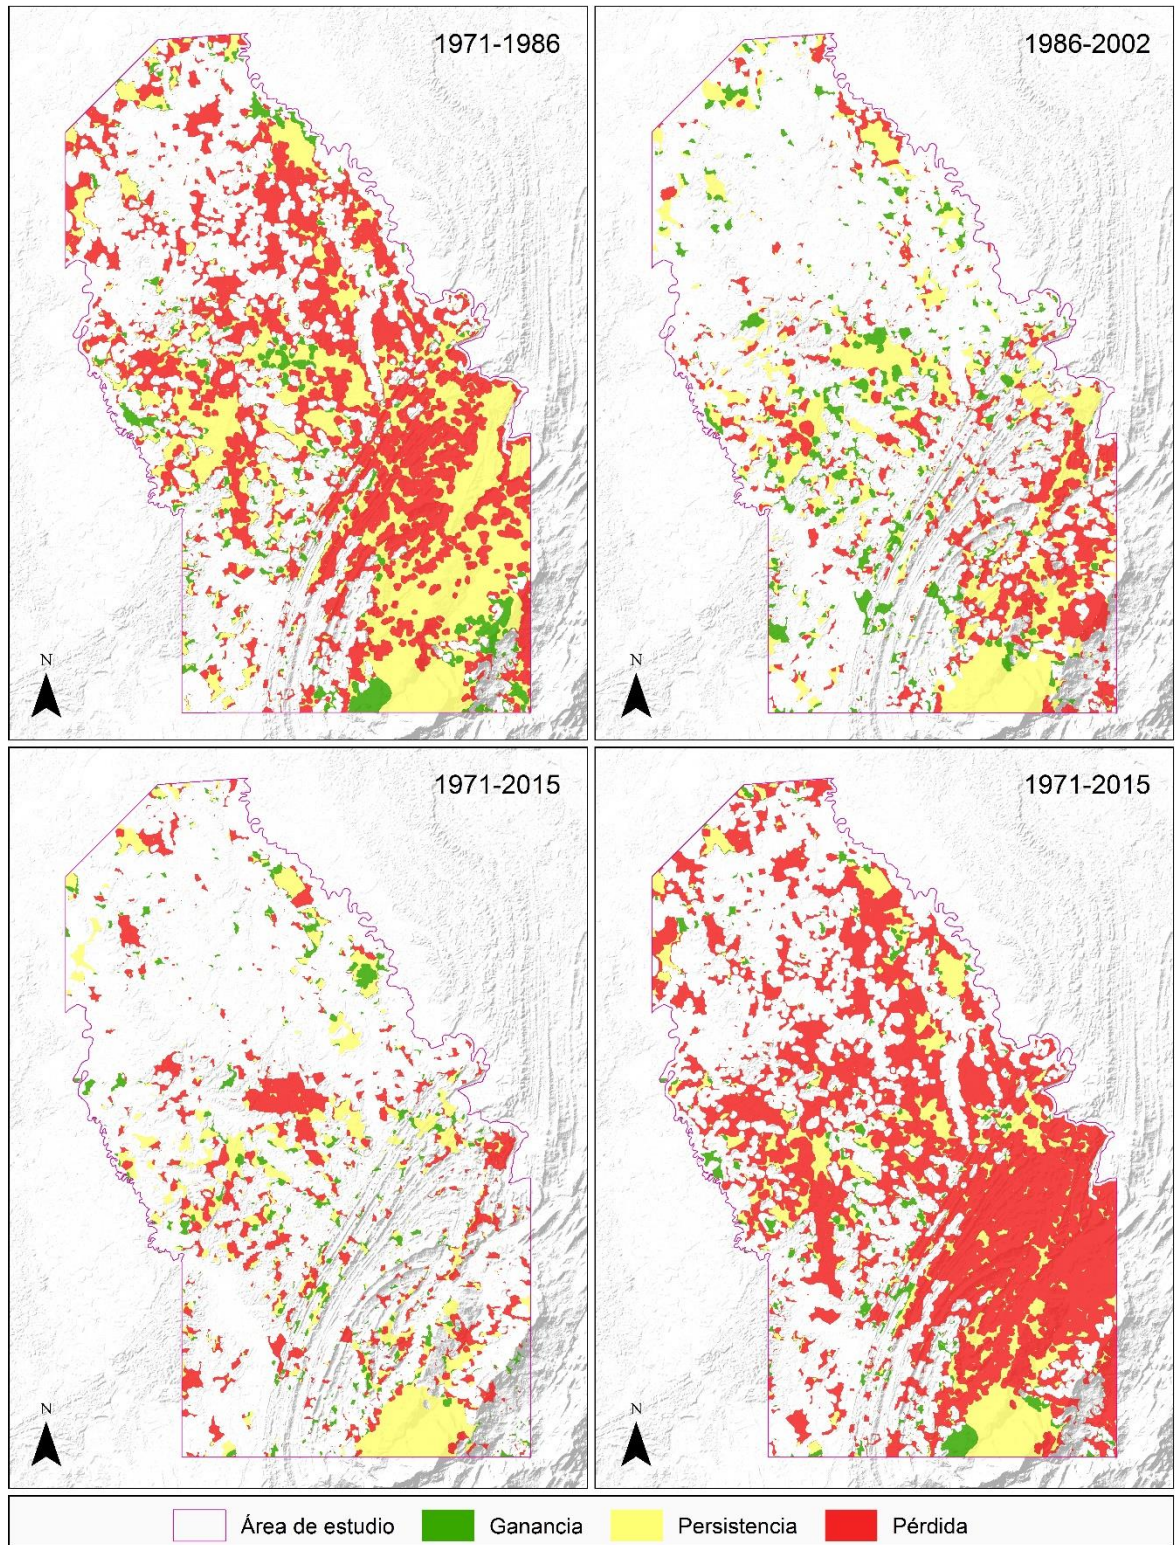 1971-1986
1986-2002
N
N
1971-2015
1971-2015
N
N
Área de estudio
Ganancia
Persistencia
Pérdida